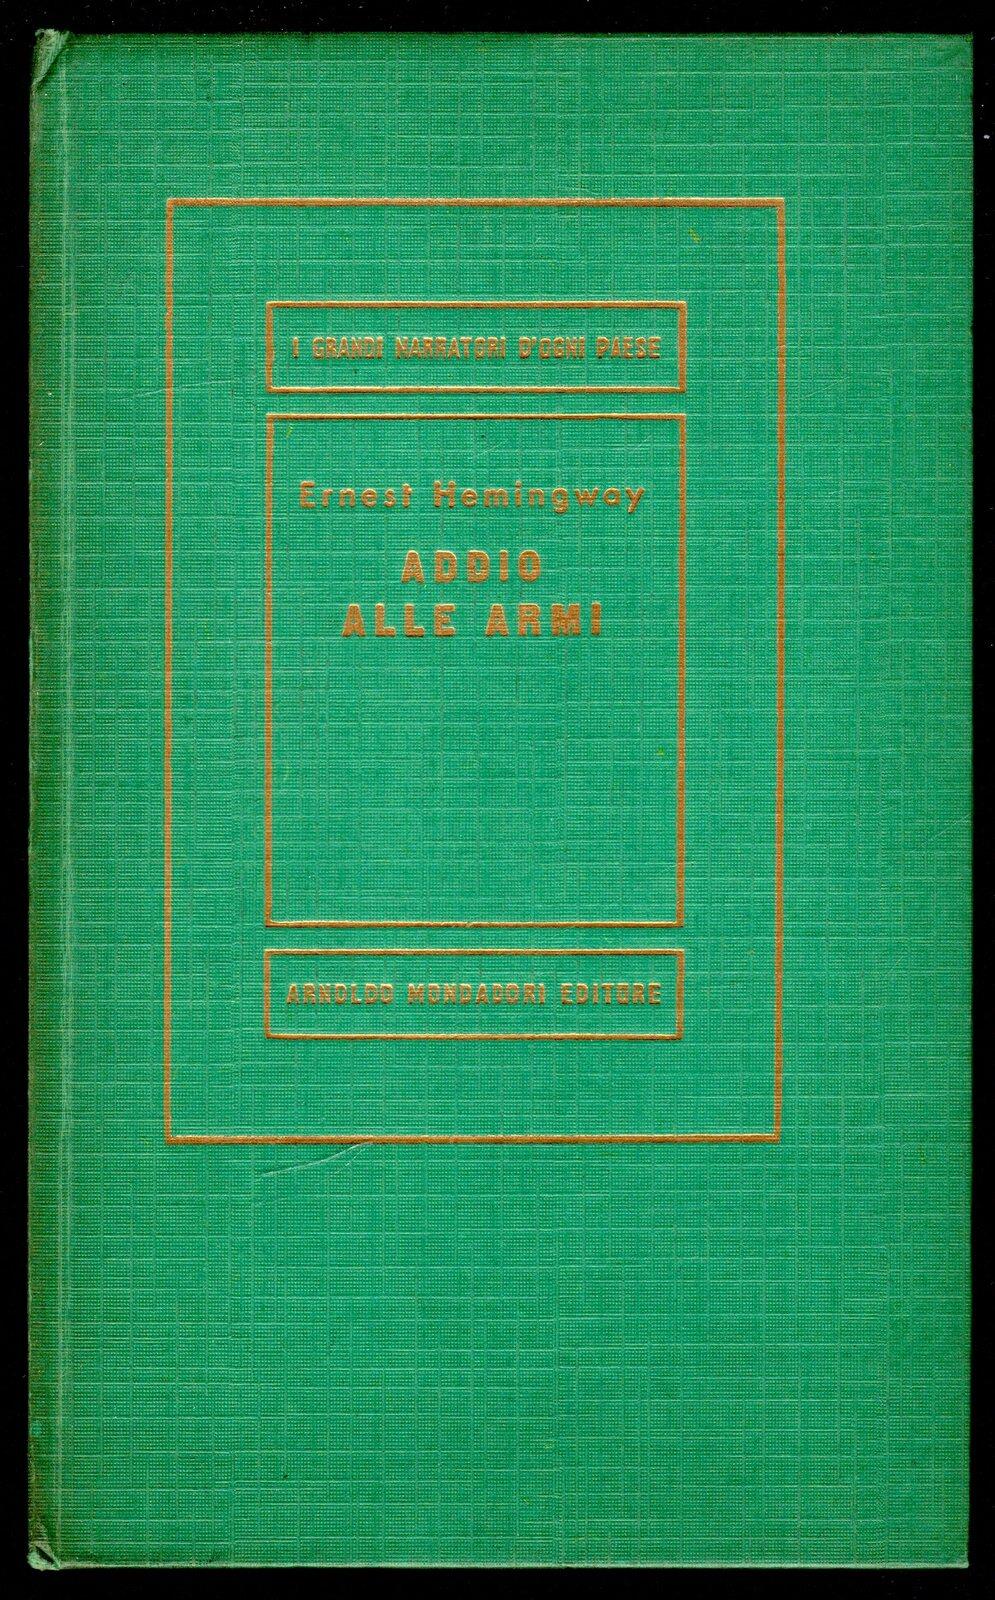 I GRANDI NARRATORI D'OGNI PAESE
Ernest Hemingway
ADDIO
ALLE ARMI
ARNOLDO MONDADORI EDITORE